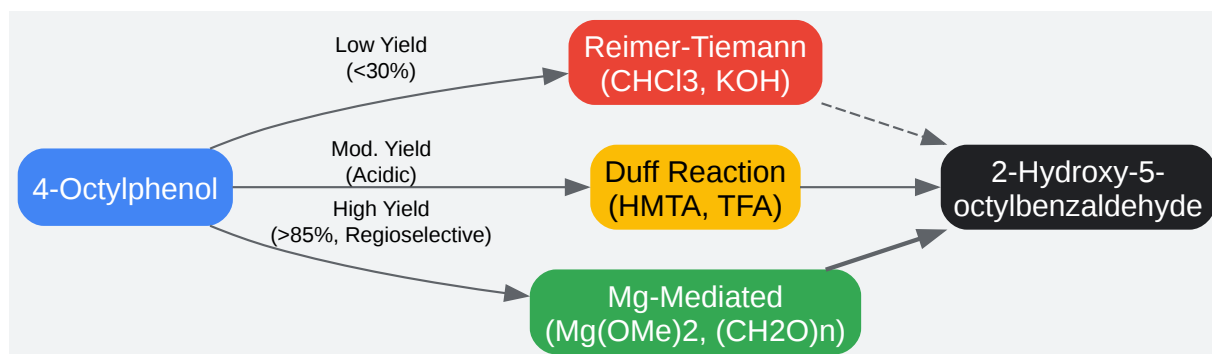 Low Yield
(<30%)
Reimer-Tiemann
(CHCl3, KOH)
4-Octylphenol
Mod. Yield
(Acidic)
Duff Reaction
(HMTA, TFA)
2-Hydroxy-5-
octylbenzaldehyde
High Yield
(>85%, Regioselective)
Mg-Mediated
(Mg(OMe)2, (CH2O)n)